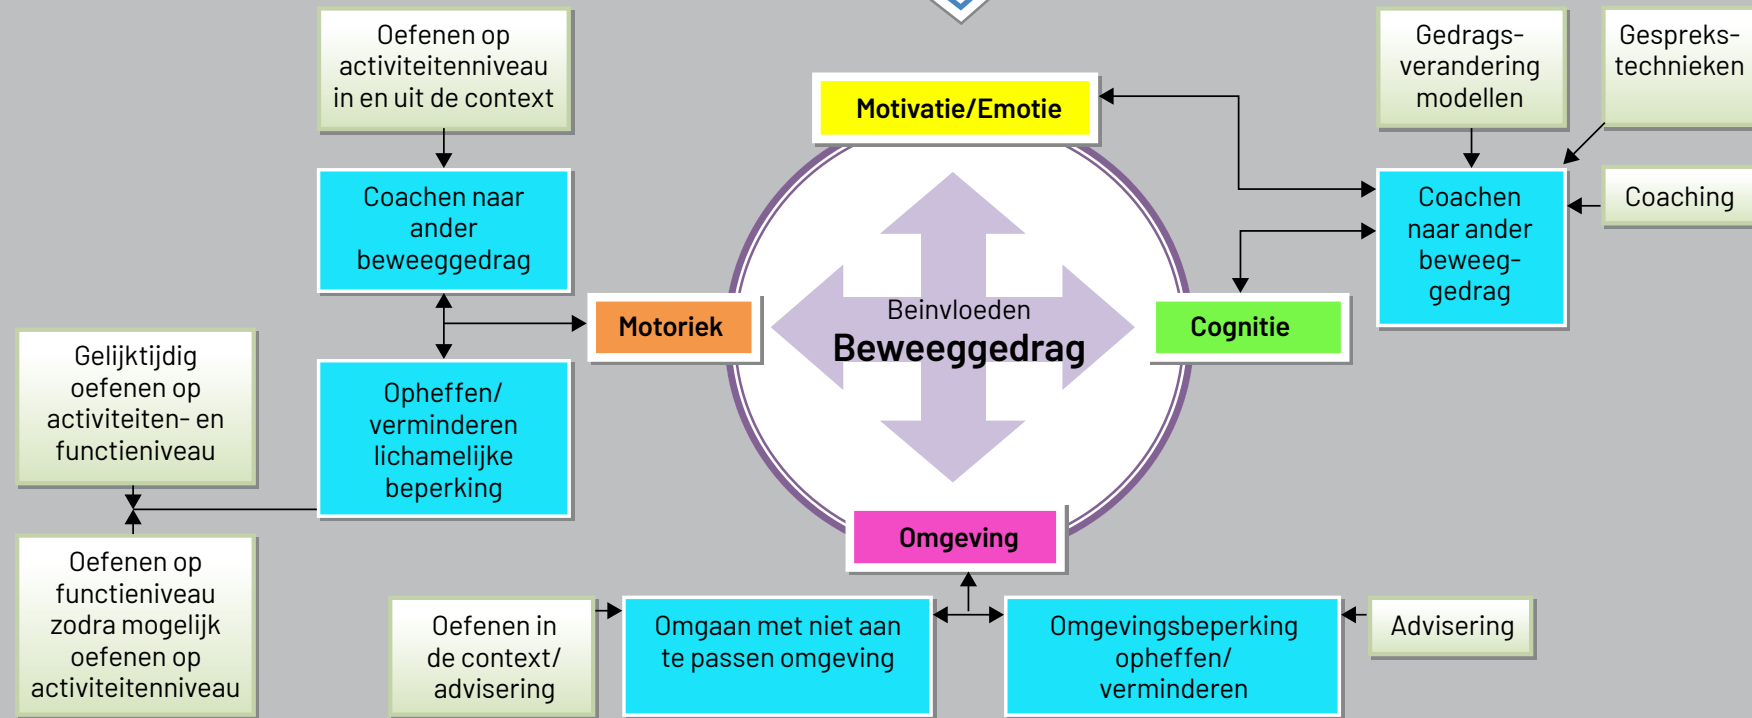 Oefenen op
activiteitenniveau
in en uit de context
Coachen naar
ander
beweeggedrag
Gelijktijdig
oefenen op
activiteiten- en
functieniveau
Opheffen/
verminderen
lichamelijke
beperking
Oefenen op
functieniveau
zodra mogelijk
oefenen op
activiteitenniveau
Motivatie/Emotie
Motoriek
Beinvloeden
Beweeggedrag
Cognitie
Omgeving
Gedrags-
verandering
modellen
Gespreks-
technieken
Coaching
Coachen
naar ander
beweeg-
gedrag
Oefenen in
de context/
advisering
Omgaan met niet aan
te passen omgeving
Omgevingsbeperking
opheffen/
verminderen
Advisering